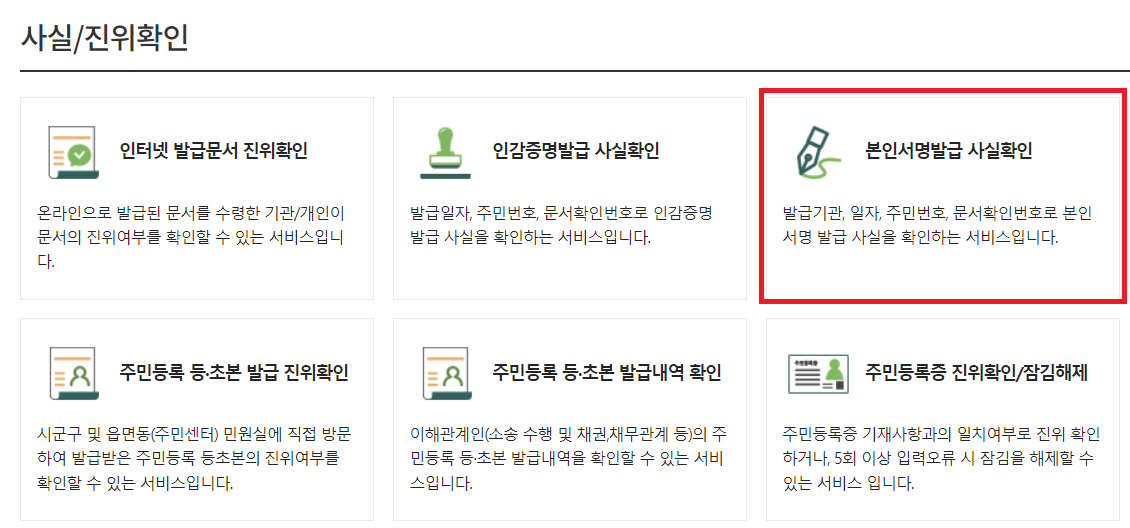 사실/진위확인
인터넷 발급문서 진위확인
온라인으로 발급된 문서를 수령한 기관/개인이
문서의 진위여부를 확인할 수 있는 서비스입니
다.
인감증명발급 사실확인
발급일자, 주민번호, 문서확인번호로 인감증명
발급 사실을 확인하는 서비스입니다.
본인서명발급 사실확인
발급기관, 일자, 주민번호, 문서확인번호로 본인
서명 발급 사실을 확인하는 서비스입니다.
주민등록 등·초본 발급 진위확인
시군구 및 읍면동(주민센터) 민원실에 직접 방문
하여 발급받은 주민등록 등초본의 진위여부를
확인할 수 있는 서비스입니다.
주민등록 등·초본 발급내역 확인
이해관계인(소송 수행 및 채권,채무관계 등)의 주
민등록 등·초본 발급내역을 확인할 수 있는 서비
스입니다.
주민등록증 진위확인/잠김해제
주민등록증 기재사항과의 일치여부로 진위 확인
하거나, 5회 이상 입력오류 시 잠김을 해제할 수
있는 서비스 입니다.